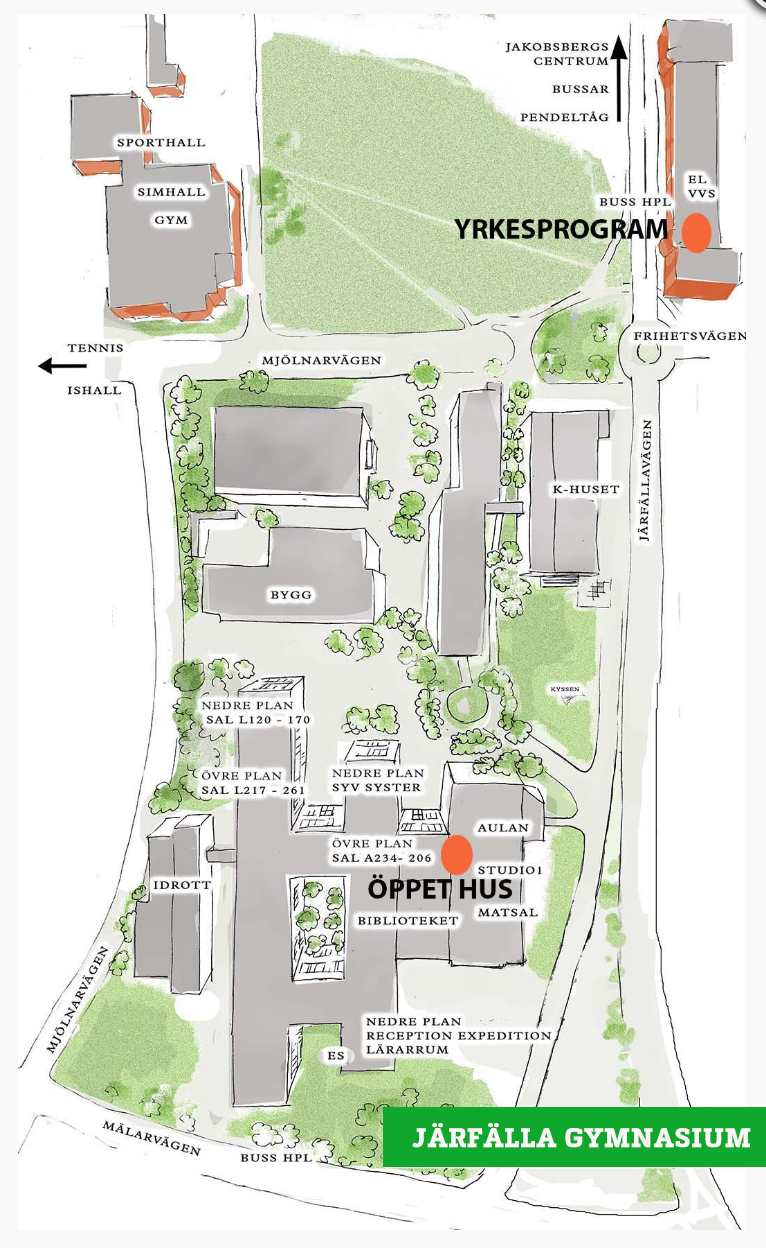 JAKOBSBERGS
CENTRUM
BUSSAR
PENDELTÅG
SPORTHALL
SIMHALL
GYM
EL
VVS
BUSS HPL
YRKESPROGRAM
TENNIS
ISHALL
MJÖLNARVÄGEN
FRIHETSVÄGEN
JÄRFÄLLAVÄGEN
K-HUSET
BYGG
KYSSEN
NEDRE PLAN
SAL L120 - 170
ÖVRE PLAN
SAL L217 - 261
NEDRE PLAN
SYV SYSTER
ÖVRE PLAN
SAL A234- 206
AULAN
STUDIO1
ÖPPET HUS
MATSAL
BIBLIOTEKET
IDROTT
MJÖLNARVÄGEN
NEDRE PLAN
RECEPTION EXPEDITION
LÄRARRUM
ES
MÄLARVÄGEN
BUSS HPL
JÄRFÄLLA GYMNASIUM